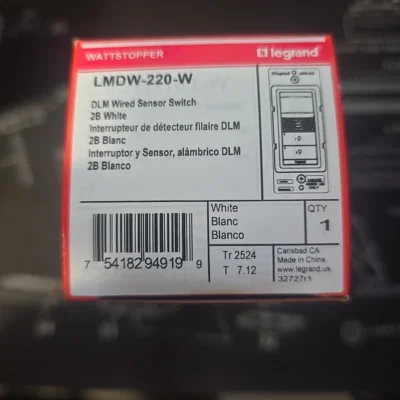 WATTSTOPPER
legrand
LMDW-220-W
DLM Wired Sensor Switch
2B White
Interrupteur de détecteur filaire DLM
2B Blanc
Interruptor y Sensor, alámbrico DLM
2B Blanco
7 54182 94919 9
White
Blanc
Blanco
QTY
1
Tr 2524
T 7.12
Carlsbad CA
Made in China
www.legrand.us
32727r1